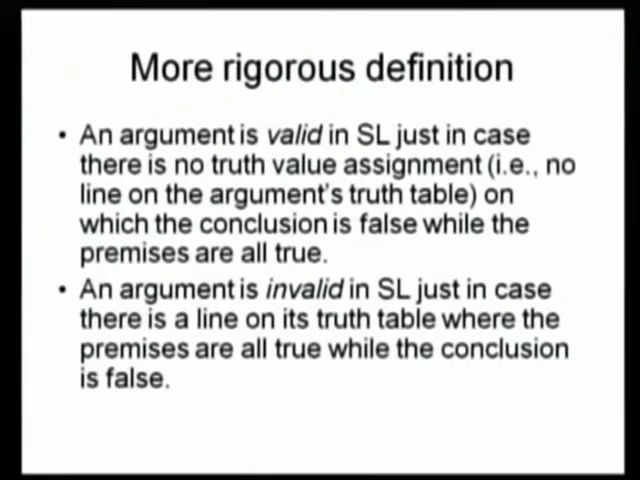 More rigorous definition
• An argument is valid in SL just in case
there is no truth value assignment (i.e., no
line on the argument's truth table) on
which the conclusion is false while the
premises are all true.
• An argument is invalid in SL just in case
there is a line on its truth table where the
premises are all true while the conclusion
is false.